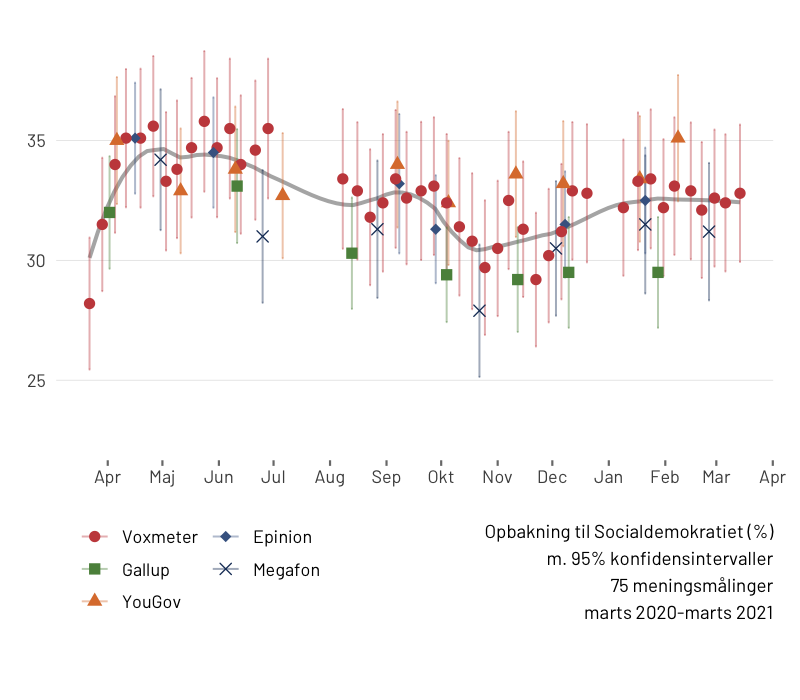 35
30
25
Apr Maj Jun Jul Aug Sep Okt Nov Dec Jan Feb Mar Apr
Voxmeter Epinion
Gallup Megafon
YouGov
Opbakning til Socialdemokratiet (%)
m. 95% konfidensintervaller
75 meningsmålinger
marts 2020-marts 2021